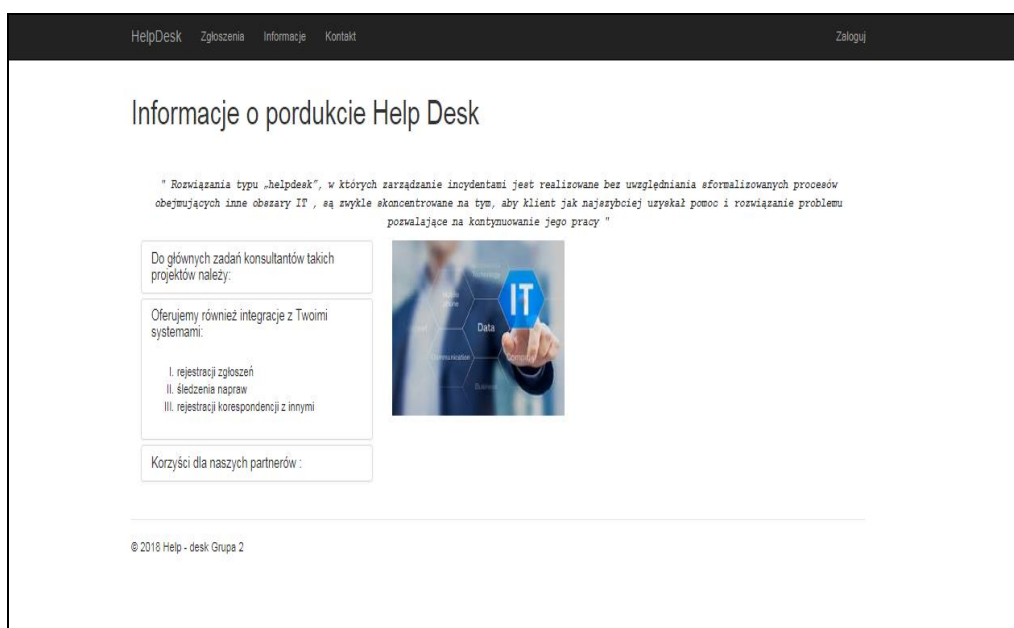 HelpDesk Zgłoszenia Informacje Kontakt Zaloguj
Informacje o pordukcie Help Desk
" Rozwiązania typu „helpdesk”, w których zarządzanie incydentami jest realizowane bez uwzględniania sformalizowanych procesów
obejmujących inne obszary IT , są zwykle skoncentrowane na tym, aby klient jak najszybciej uzyskał pomoc i rozwiązanie problemu
pozwalające na kontynuowanie jego pracy "
Do głównych zadań konsultantów takich
projektów należy:
Oferujemy również integracje z Twoimi
systemami:
I. rejestracji zgłoszeń
II. śledzenia napraw
III. rejestracji korespondencji z innymi
Korzyści dla naszych partnerów :
Technology
IT
Data
Communication
Business
© 2018 Help - desk Grupa 2